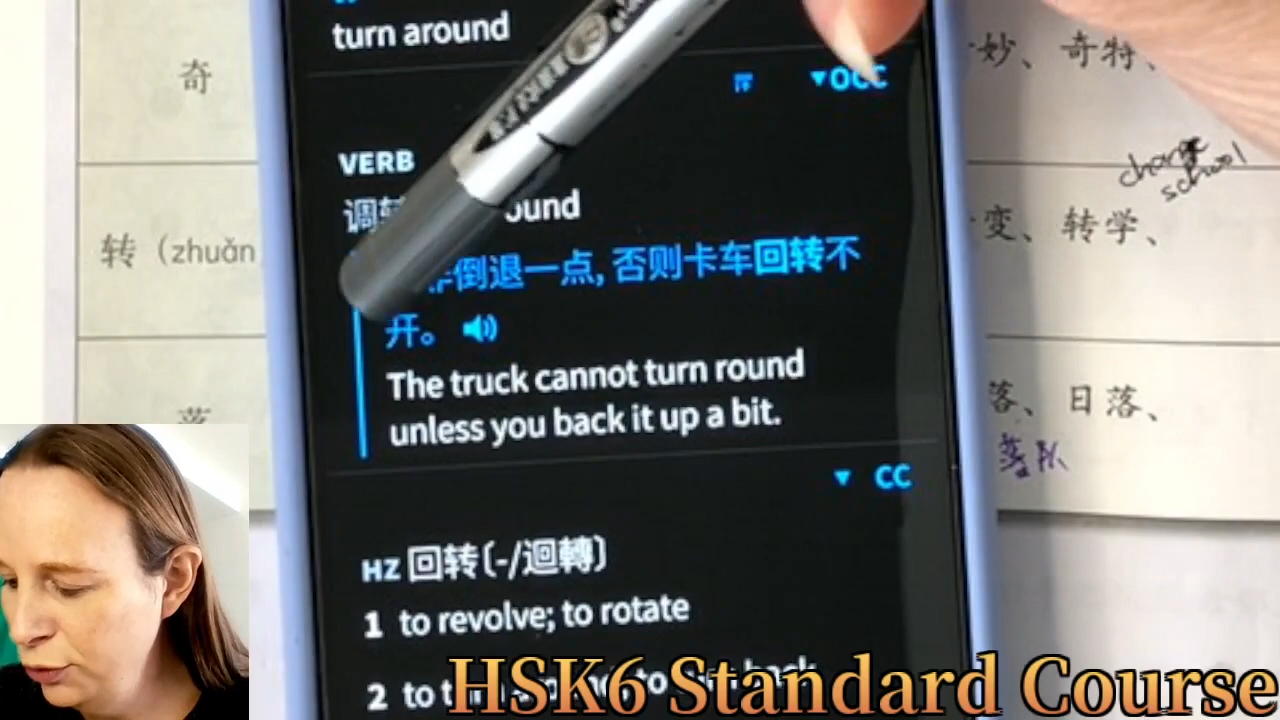 turn around
OCC
VERB
ound
倒退一点, 否则卡车回转不
开。
The truck cannot turn round
unless you back it up a bit.
CC
HZ 回转〔-/迴轉〕
1 to revolve; to rotate
2 to
奇
妙、奇特、
change
school
转（zhuǎn
变、转学、
落、日落、
落队
HSK6 Standard Course